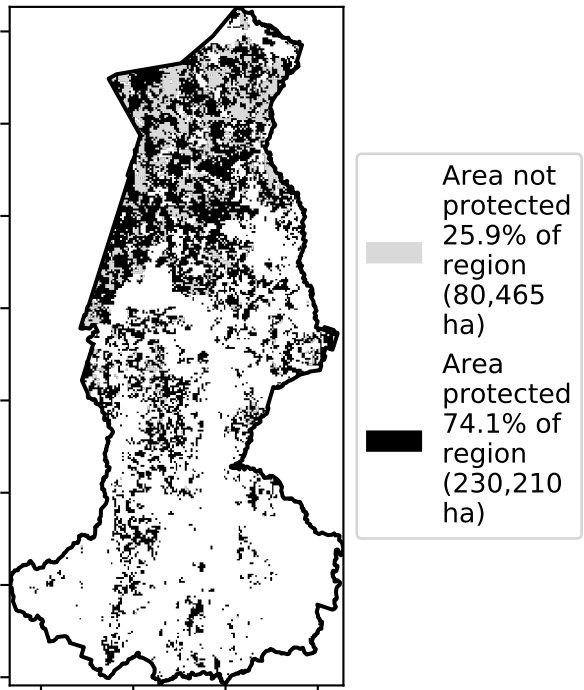 Area not
protected
25.9% of
region
(80,465
ha)
Area
protected
74.1% of
region
(230,210
ha)